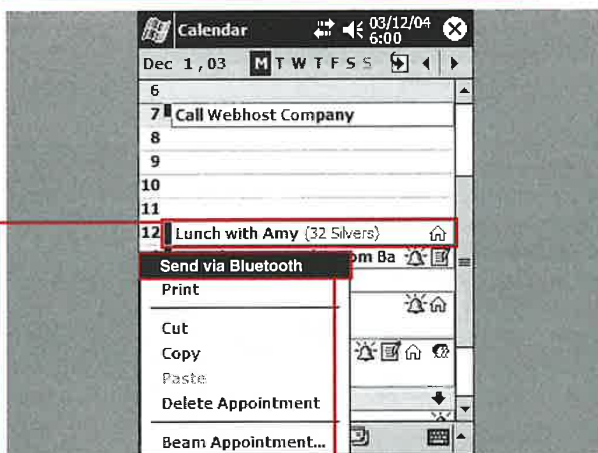 Calendar 03/12/04
6:00
Dec 1,03 M T W T F S S
6
7 Call Webhost Company
8
9
10
11
12 Lunch with Amy (32 Silvers)
om Ba
Send via Bluetooth
Print
Cut
Copy
Paste
Delete Appointment
Beam Appointment...